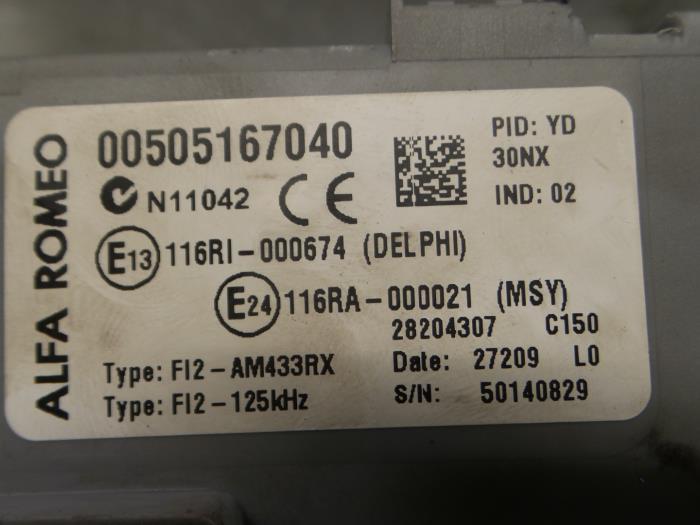 ALFA ROMEO
00505167040
PID: YD
30NX
N11042 CE
IND: 02
E13 116RI-000674 (DELPHI)
E24 116RA-000021 (MSY)
28204307 C150
Type: FI2-AM433RX
Date: 27209 L0
Type: FI2-125kHz
S/N: 50140829